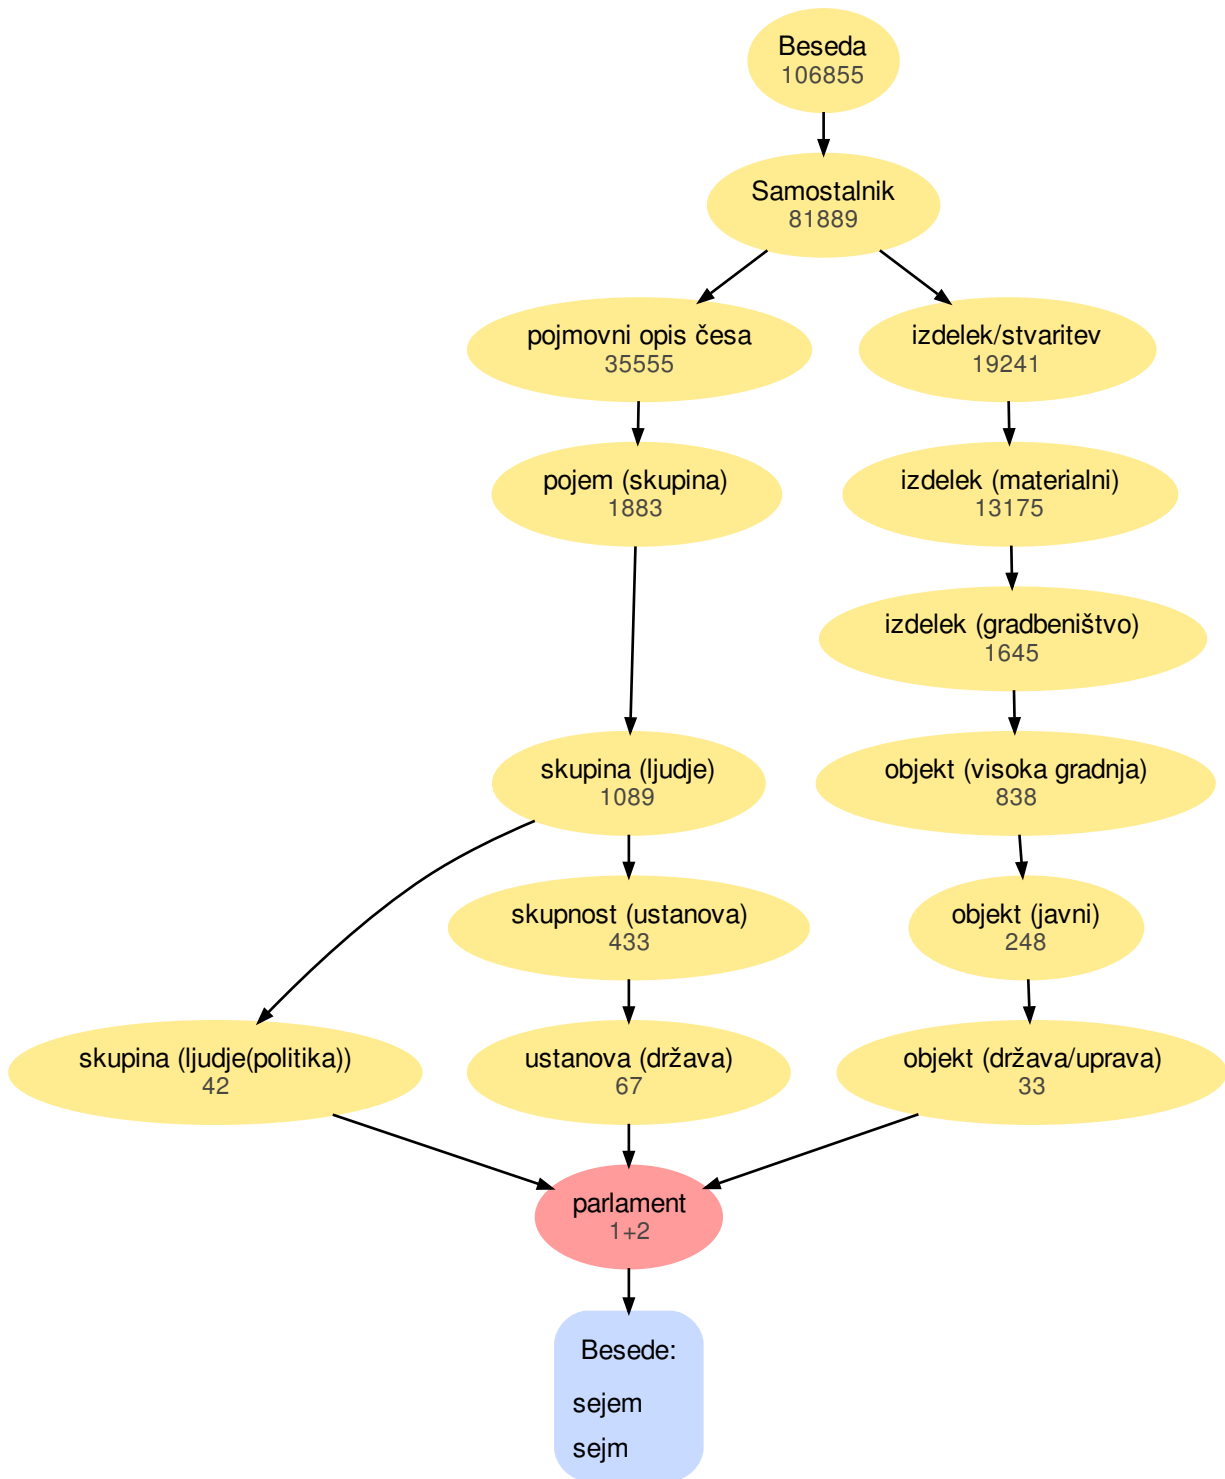 Beseda
106855
Samostalnik
81889
pojmovni opis česa
35555
izdelek/stvaritev
19241
pojem (skupina)
1883
izdelek (materialni)
13175
izdelek (gradbeništvo)
1645
skupina (ljudje)
1089
objekt (visoka gradnja)
838
skupnost (ustanova)
433
objekt (javni)
248
skupina (ljudje(politika))
42
ustanova (država)
67
objekt (država/uprava)
33
parlament
1+2
Besede:
sejem
sejm